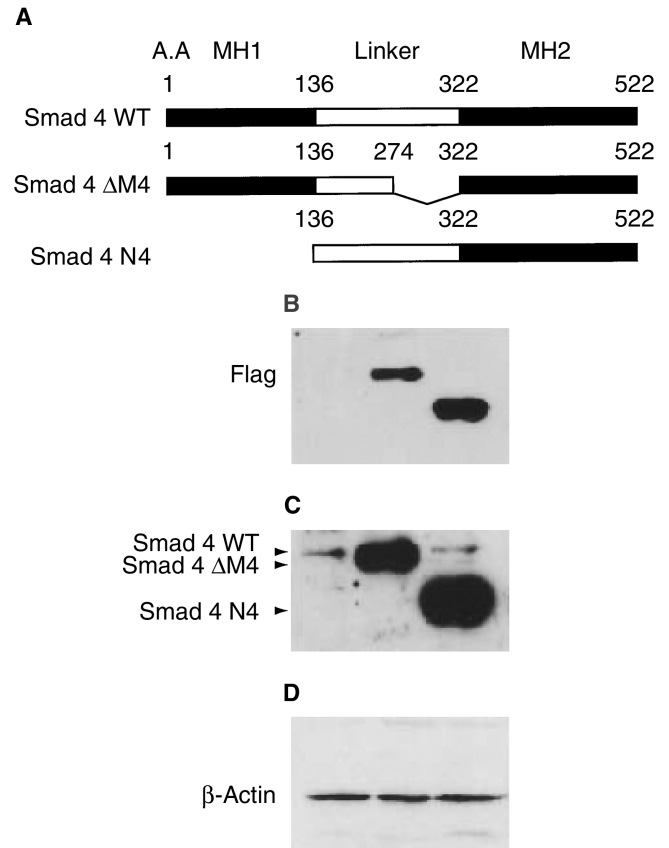 A
A.A MH1 Linker MH2
1 136 322 522
Smad 4 WT
1 136 274 322 522
Smad 4 ΔM4
136 322 522
Smad 4 N4
B
Flag
C
Smad 4 WT
Smad 4 ΔM4
Smad 4 N4
D
β-Actin